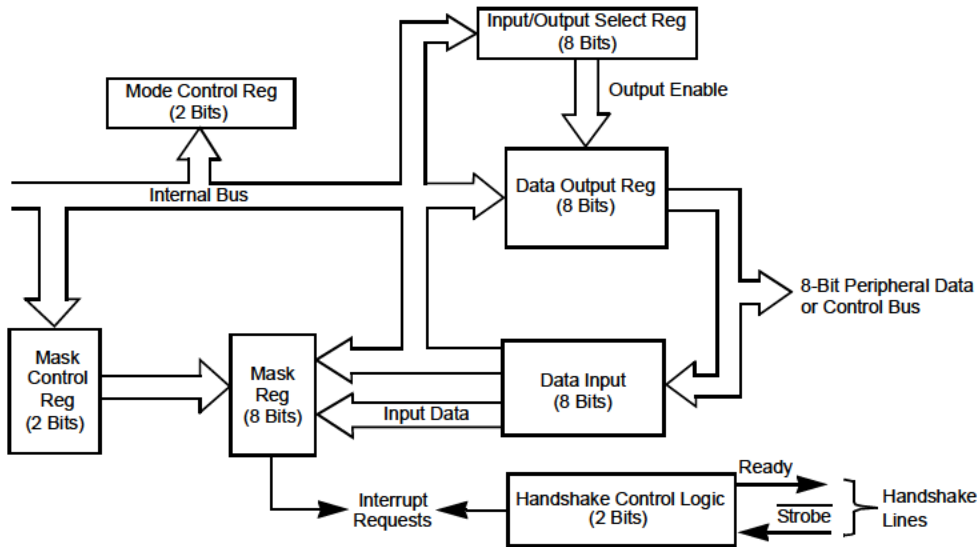 Input/Output Select Reg
(8 Bits)
Mode Control Reg
(2 Bits)
Output Enable
Internal Bus
Data Output Reg
(8 Bits)
8-Bit Peripheral Data
or Control Bus
Mask
Control
Reg
(2 Bits)
Mask
Reg
(8 Bits)
Input Data
Data Input
(8 Bits)
Interrupt
Requests
Handshake Control Logic
(2 Bits)
Ready
Strobe
Handshake
Lines